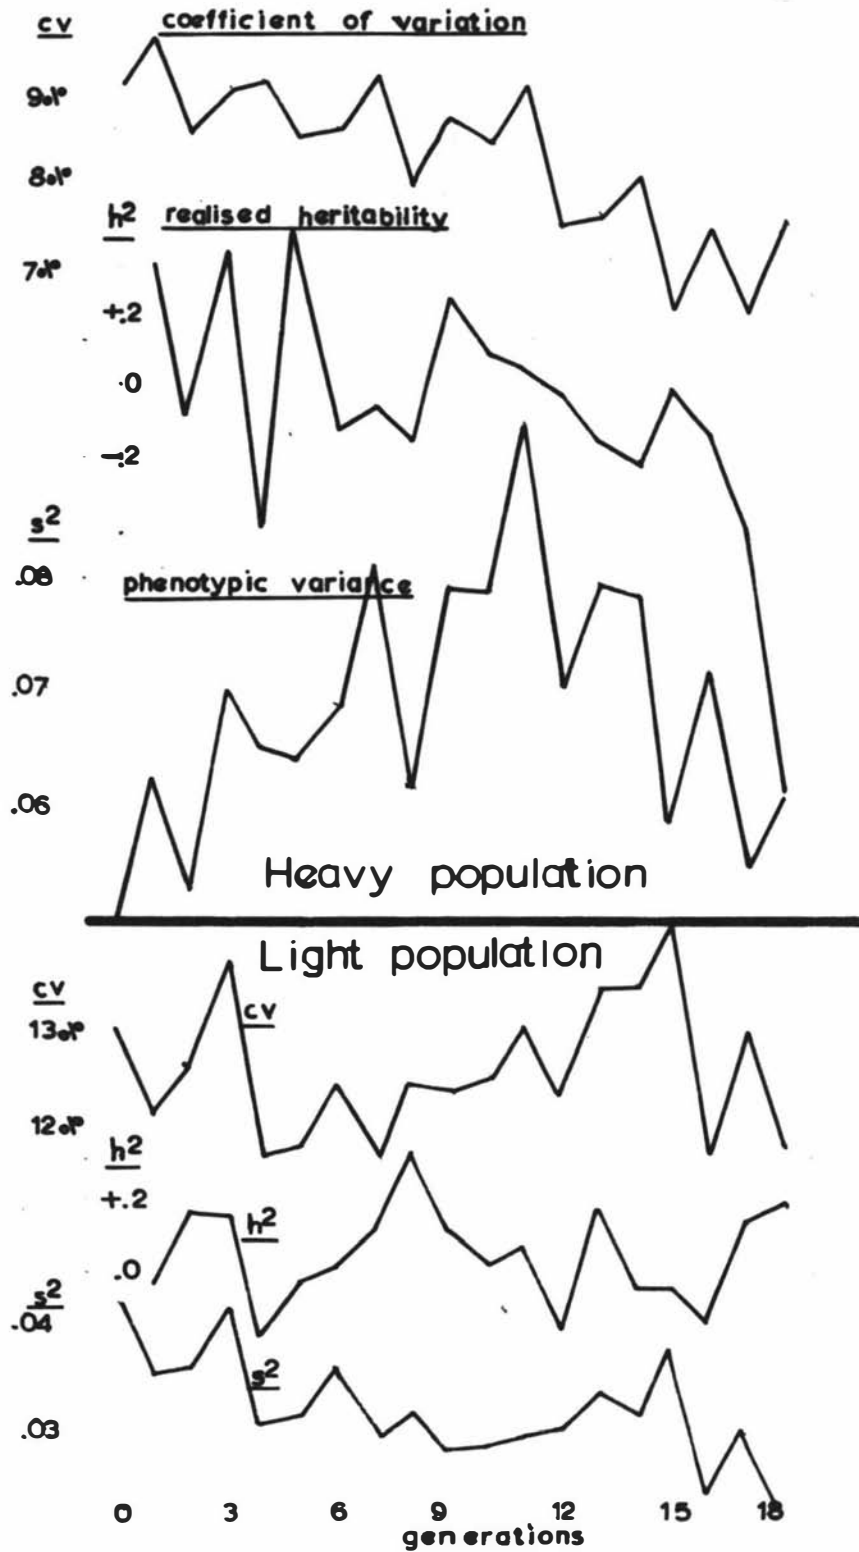 cv coefficient of variation
9%
8%
h² realised heritability
7%
+.2
.0
-.2
s²
.08
phenotypic variance
.07
.06
Heavy population
Light population
cv
cv
13%
12%
h²
+.2
h²
.0
s²
.04
s²
.03
0 3 6 9 12 15 18
generations